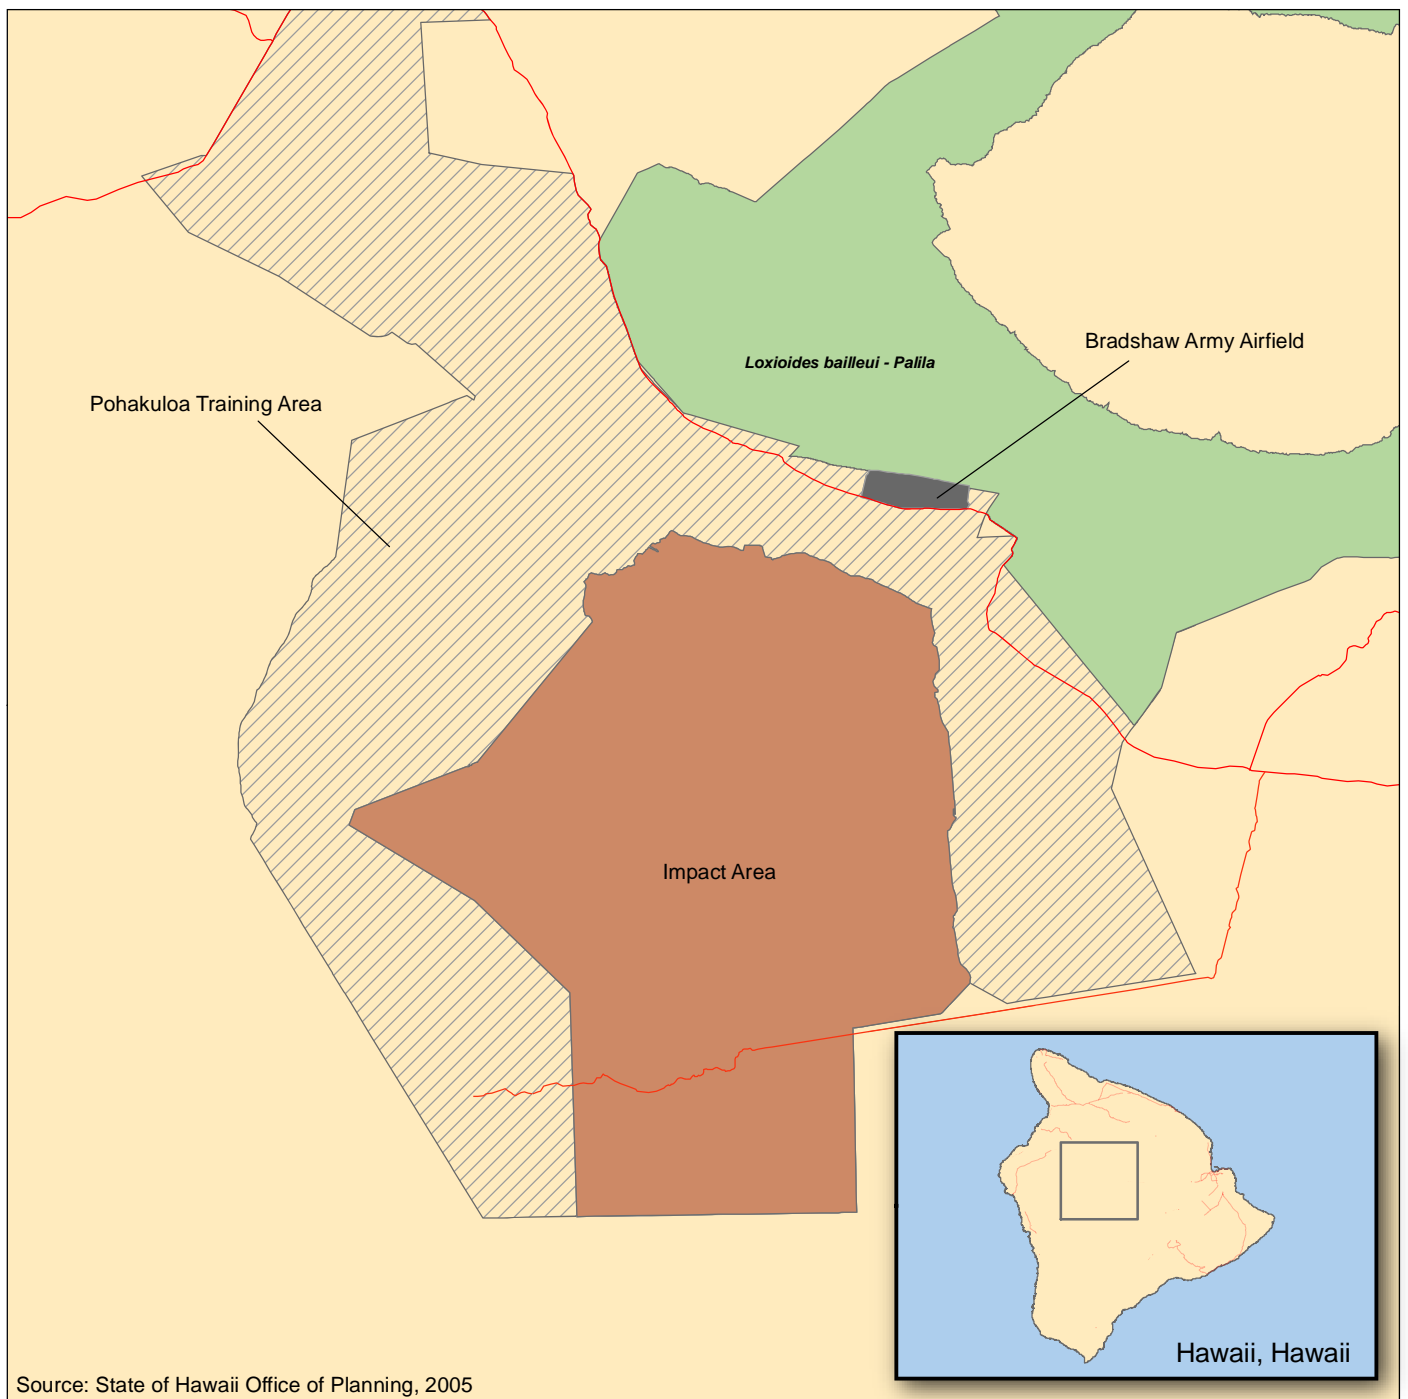 Bradshaw Army Airfield
Loxioides bailleui - Palila
Pohakuloa Training Area
Impact Area
Hawaii, Hawaii
Source: State of Hawaii Office of Planning, 2005